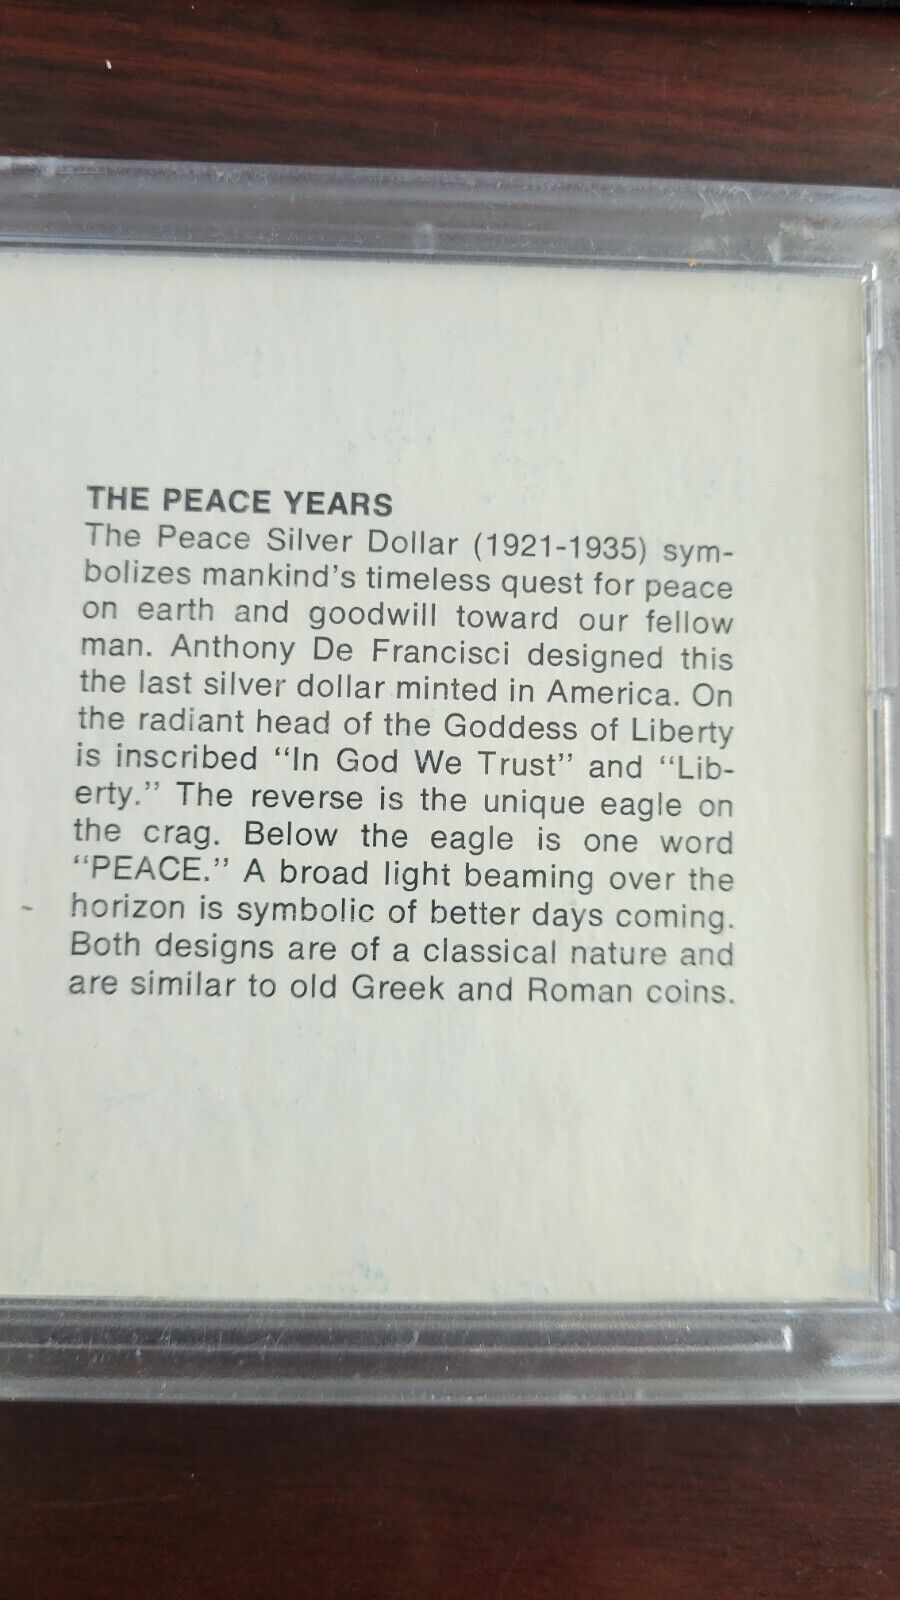 THE PEACE YEARS
The Peace Silver Dollar (1921-1935) sym-
bolizes mankind's timeless quest for peace
on earth and goodwill toward our fellow
man. Anthony De Francisci designed this
the last silver dollar minted in America. On
the radiant head of the Goddess of Liberty
is inscribed "In God We Trust" and "Lib-
erty." The reverse is the unique eagle on
the crag. Below the eagle is one word
"PEACE." A broad light beaming over the
horizon is symbolic of better days coming.
Both designs are of a classical nature and
are similar to old Greek and Roman coins.